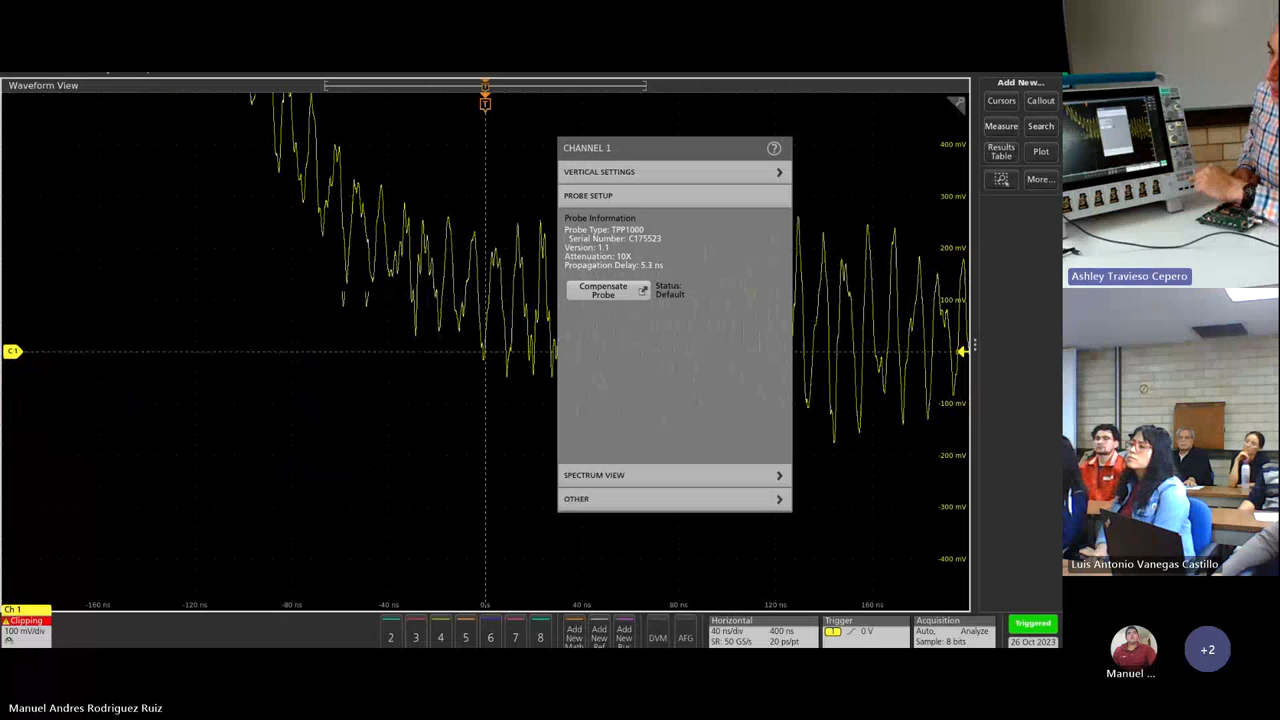 Waveform View
T
T
Add New...
Cursors
Callout
Measure
Search
Results
Table
Plot
More...
400 mV
300 mV
200 mV
100 mV
-100 mV
-200 mV
-300 mV
-400 mV
C 1
CHANNEL 1
?
VERTICAL SETTINGS
PROBE SETUP
Probe Information
Probe Type: TPP1000
Serial Number: C175523
Version: 1.1
Attenuation: 10X
Propagation Delay: 5.3 ns
Compensate
Probe
Status:
Default
SPECTRUM VIEW
OTHER
-160 ns
-120 ns
-80 ns
-40 ns
0s
40 ns
80 ns
120 ns
160 ns
Ch 1
Clipping
100 mV/div
2
3
4
5
6
7
8
Add
New
Math
Add
New
Ref
Add
New
Bus
DVM
AFG
Horizontal
40 ns/div 400 ns
SR: 50 GS/s 20 ps/pt
Trigger
1 0 V
Acquisition
Auto, Analyze
Sample: 8 bits
Triggered
26 Oct 2023
Ashley Travieso Cepero
Luis Antonio Vanegas Castillo
Manuel ...
+2
Manuel Andres Rodriguez Ruiz